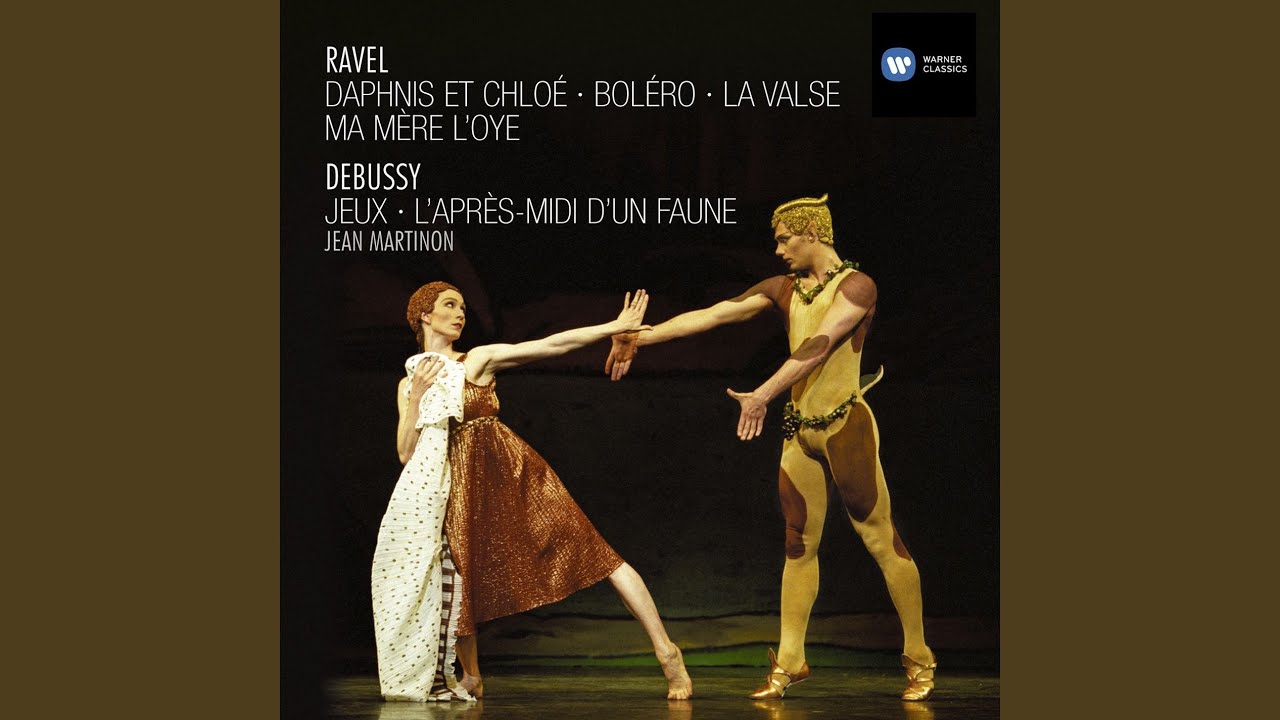 RAVEL
DAPHNIS ET CHLOÉ · BOLÉRO · LA VALSE
MA MÈRE L'OYE
DEBUSSY
JEUX · L'APRÈS-MIDI D'UN FAUNE
JEAN MARTINON
WARNER
CLASSICS